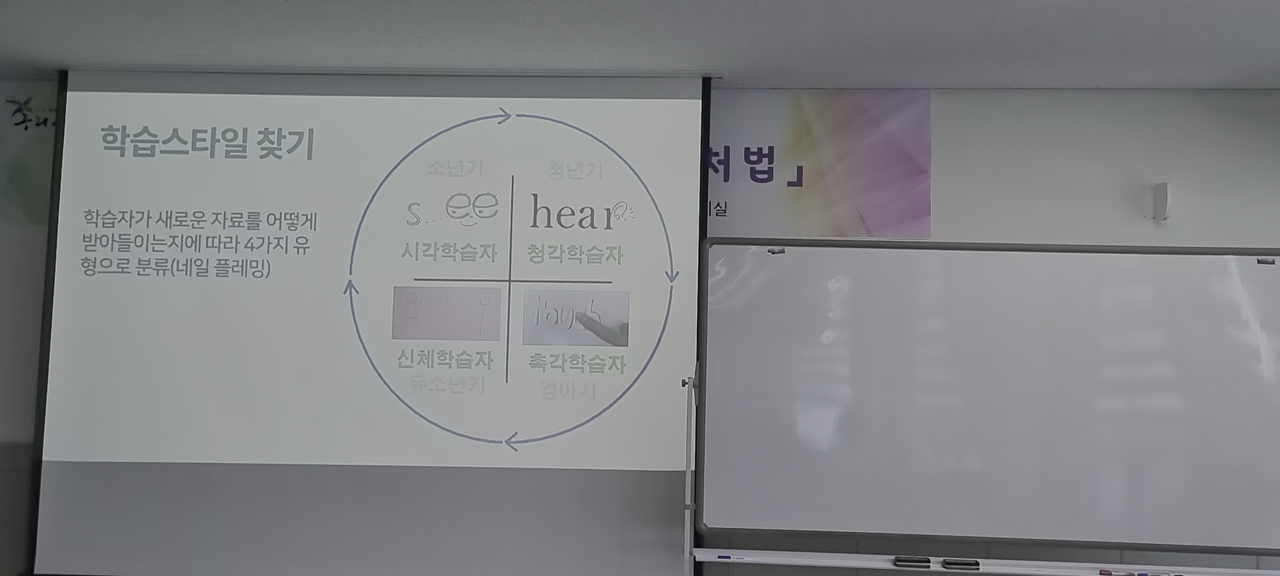 학습스타일 찾기
학습자가 새로운 자료를 어떻게
받아들이는지에 따라 4가지 유
형으로 분류(네일 플레밍)
소년기
청년기
see
hear
시각학습자
청각학습자
touch
신체학습자
촉각학습자
유소년기
영아기
처 법」
실